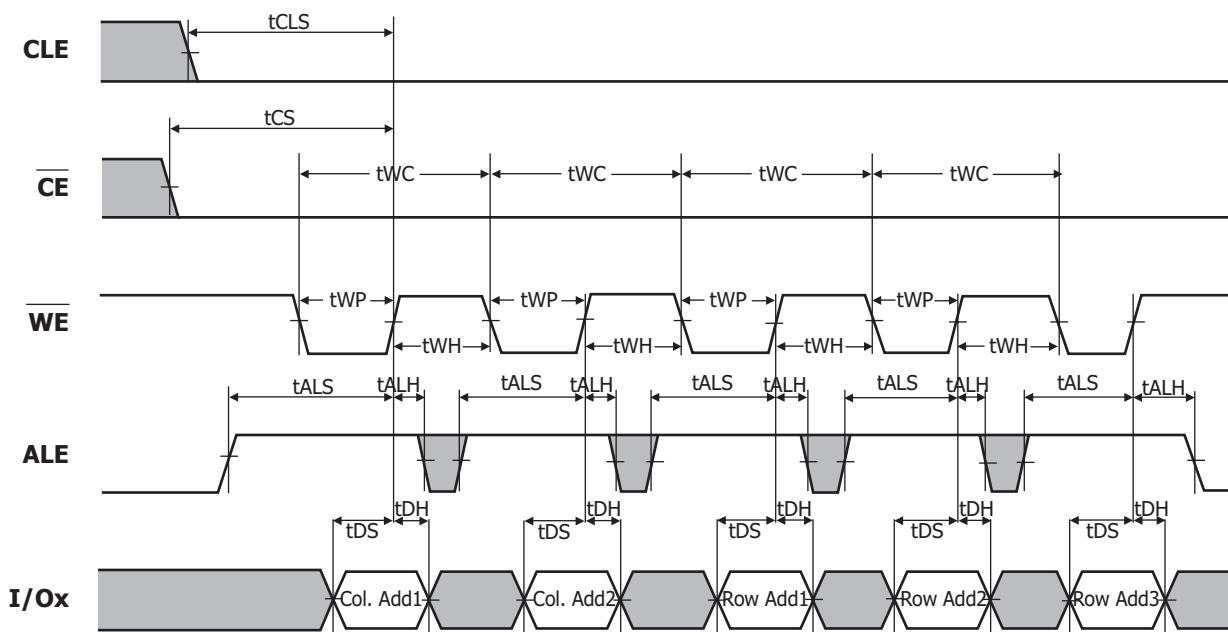 tCLS
CLE
tCS
CE
tWC tWC tWC tWC
tWP tWP tWP tWP
WE
tWH tWH tWH tWH
tALS tALH tALS tALH tALS tALH tALS tALH tALS tALH
ALE
tDH tDH tDH tDH tDH
tDS tDS tDS tDS tDS
I/Ox Col. Add1 Col. Add2 Row Add1 Row Add2 Row Add3